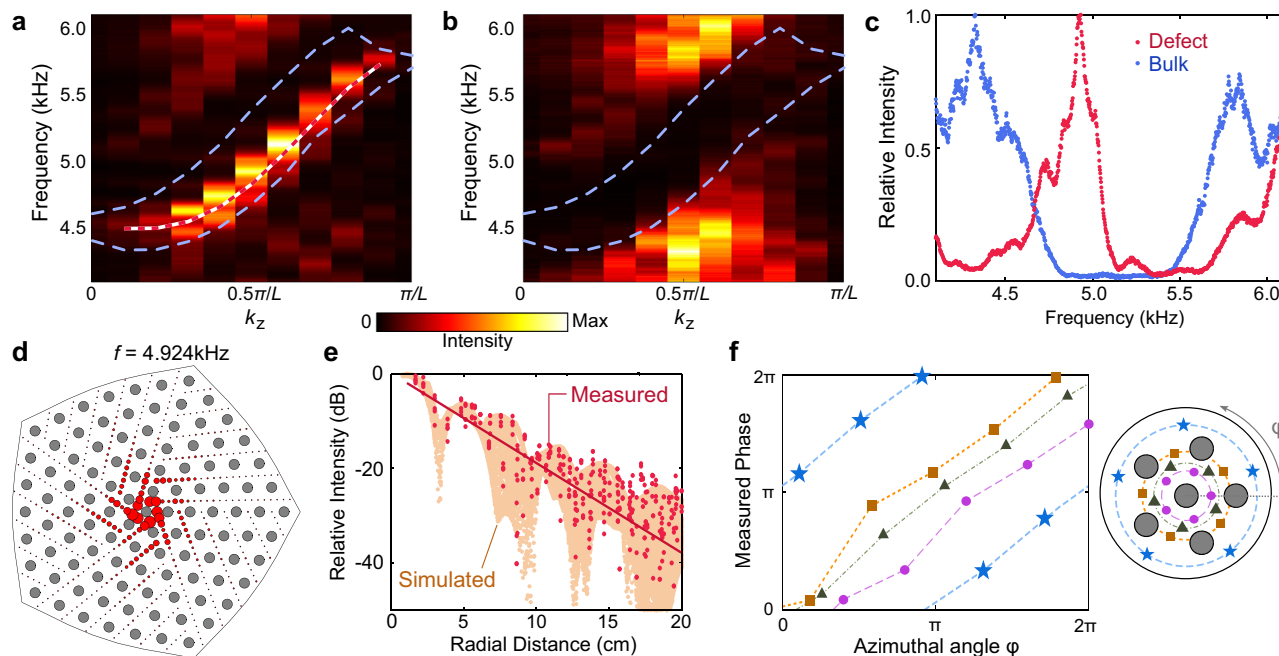 a
6.0
5.5
5.0
4.5
Frequency (kHz)
0
0.5π/L
π/L
k_z
b
6.0
5.5
5.0
4.5
Frequency (kHz)
0
0.5π/L
π/L
k_z
0
Max
Intensity
c
1.0
0.5
0.0
Relative Intensity
Defect
Bulk
4.5
5.0
5.5
6.0
Frequency (kHz)
d
f = 4.924kHz
e
0
-20
-40
Relative Intensity (dB)
Measured
Simulated
0
5
10
15
20
Radial Distance (cm)
f
2π
π
0
Measured Phase
0
π
2π
Azimuthal angle φ
φ